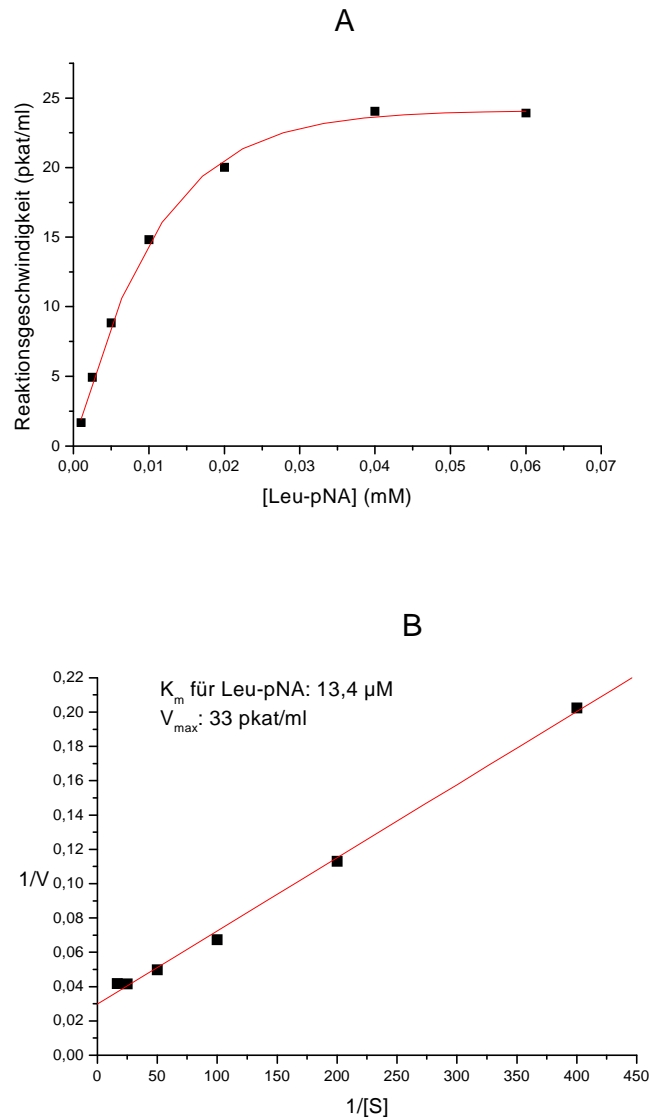 A
Reaktionsgeschwindigkeit (pkat/ml)
25
20
15
10
5
0
0,00 0,01 0,02 0,03 0,04 0,05 0,06 0,07
[Leu-pNA] (mM)
B
K_m für Leu-pNA: 13,4 µM
V_max: 33 pkat/ml
0,22
0,20
0,18
0,16
0,14
0,12
1/V
0,10
0,08
0,06
0,04
0,02
0,00
0 50 100 150 200 250 300 350 400 450
1/[S]